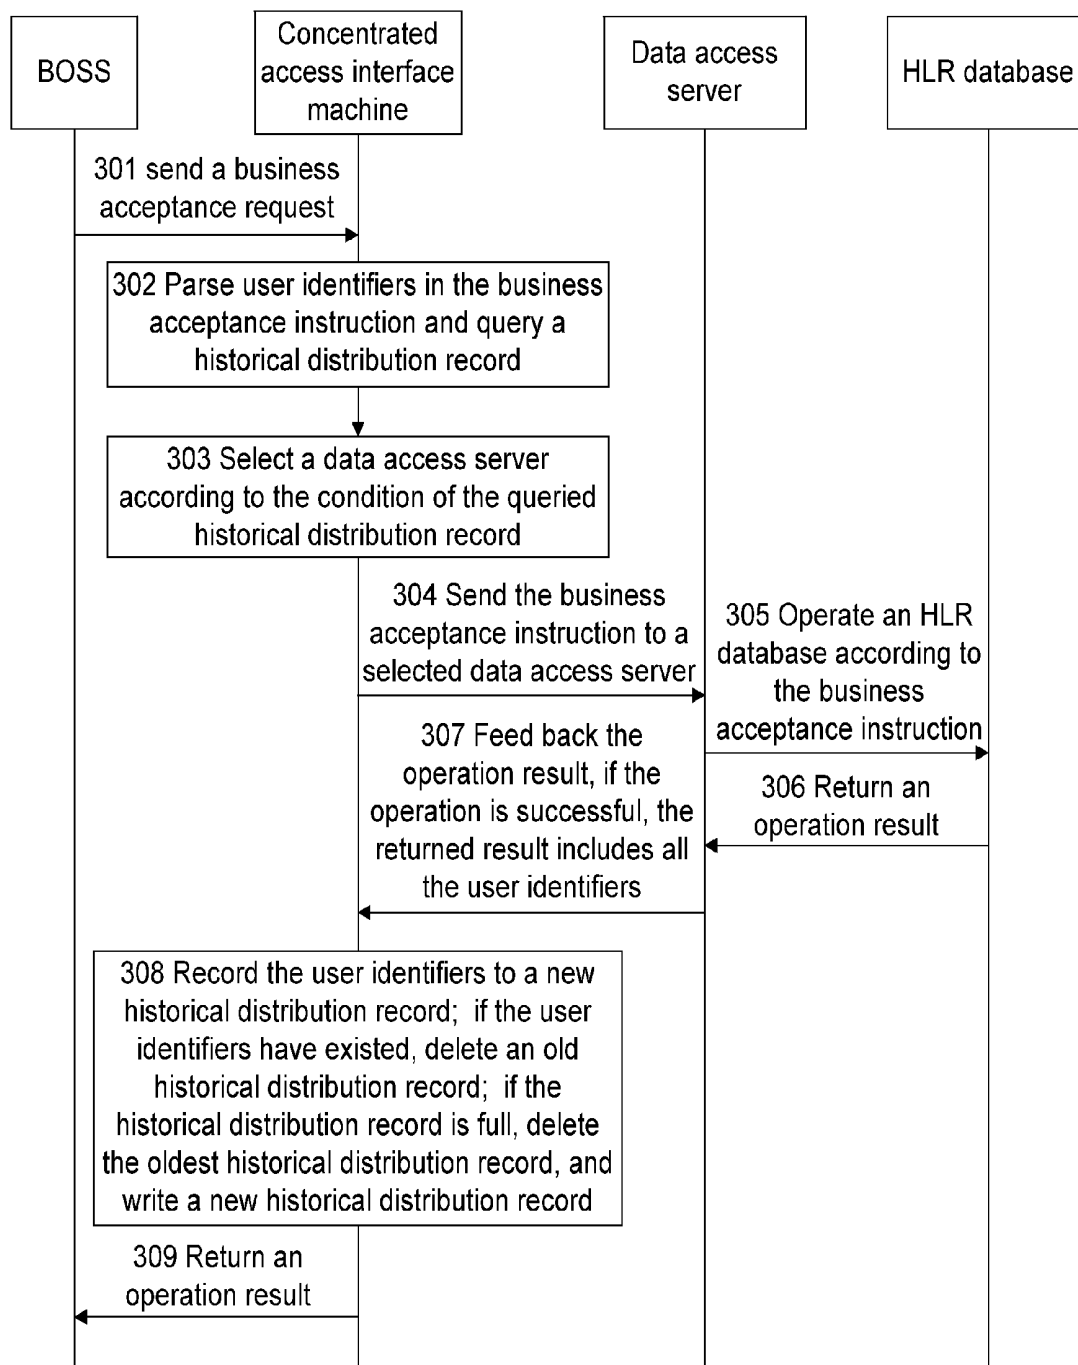 BOSS
Concentrated
access interface
machine
Data access
server
HLR database
301 send a business
acceptance request
302 Parse user identifiers in the business
acceptance instruction and query a
historical distribution record
303 Select a data access server
according to the condition of the queried
historical distribution record
304 Send the business
acceptance instruction to a
selected data access server
305 Operate an HLR
database according to
the business
acceptance instruction
306 Return an
operation result
307 Feed back the
operation result, if the
operation is successful, the
returned result includes all
the user identifiers
308 Record the user identifiers to a new
historical distribution record;  if the user
identifiers have existed, delete an old
historical distribution record;  if the
historical distribution record is full, delete
the oldest historical distribution record, and
write a new historical distribution record
309 Return an
operation result